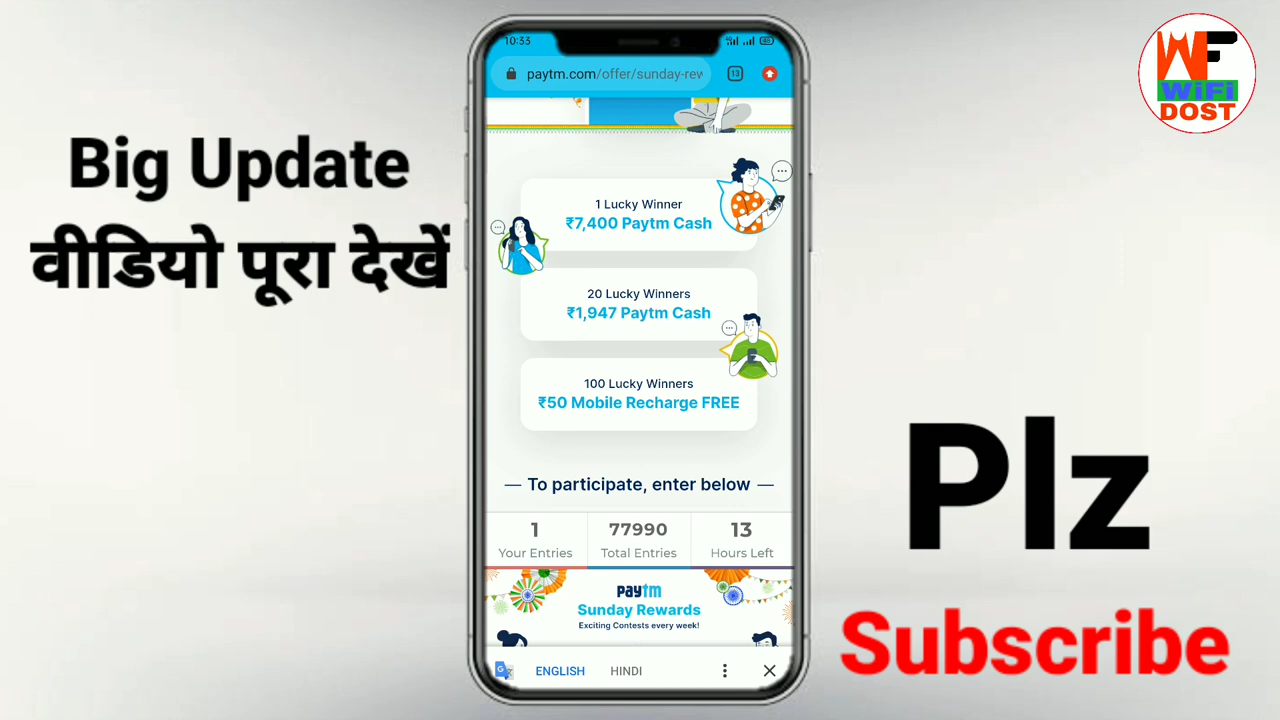 Big Update
वीडियो पूरा देखें
10:33
paytm.com/offer/sunday-rew
13
1 Lucky Winner
₹7,400 Paytm Cash
20 Lucky Winners
₹1,947 Paytm Cash
100 Lucky Winners
₹50 Mobile Recharge FREE
To participate, enter below
1
Your Entries
77990
Total Entries
13
Hours Left
paytm
Sunday Rewards
Exciting Contests every week!
ENGLISH
HINDI
WF
WiFi
DOST
Plz
Subscribe